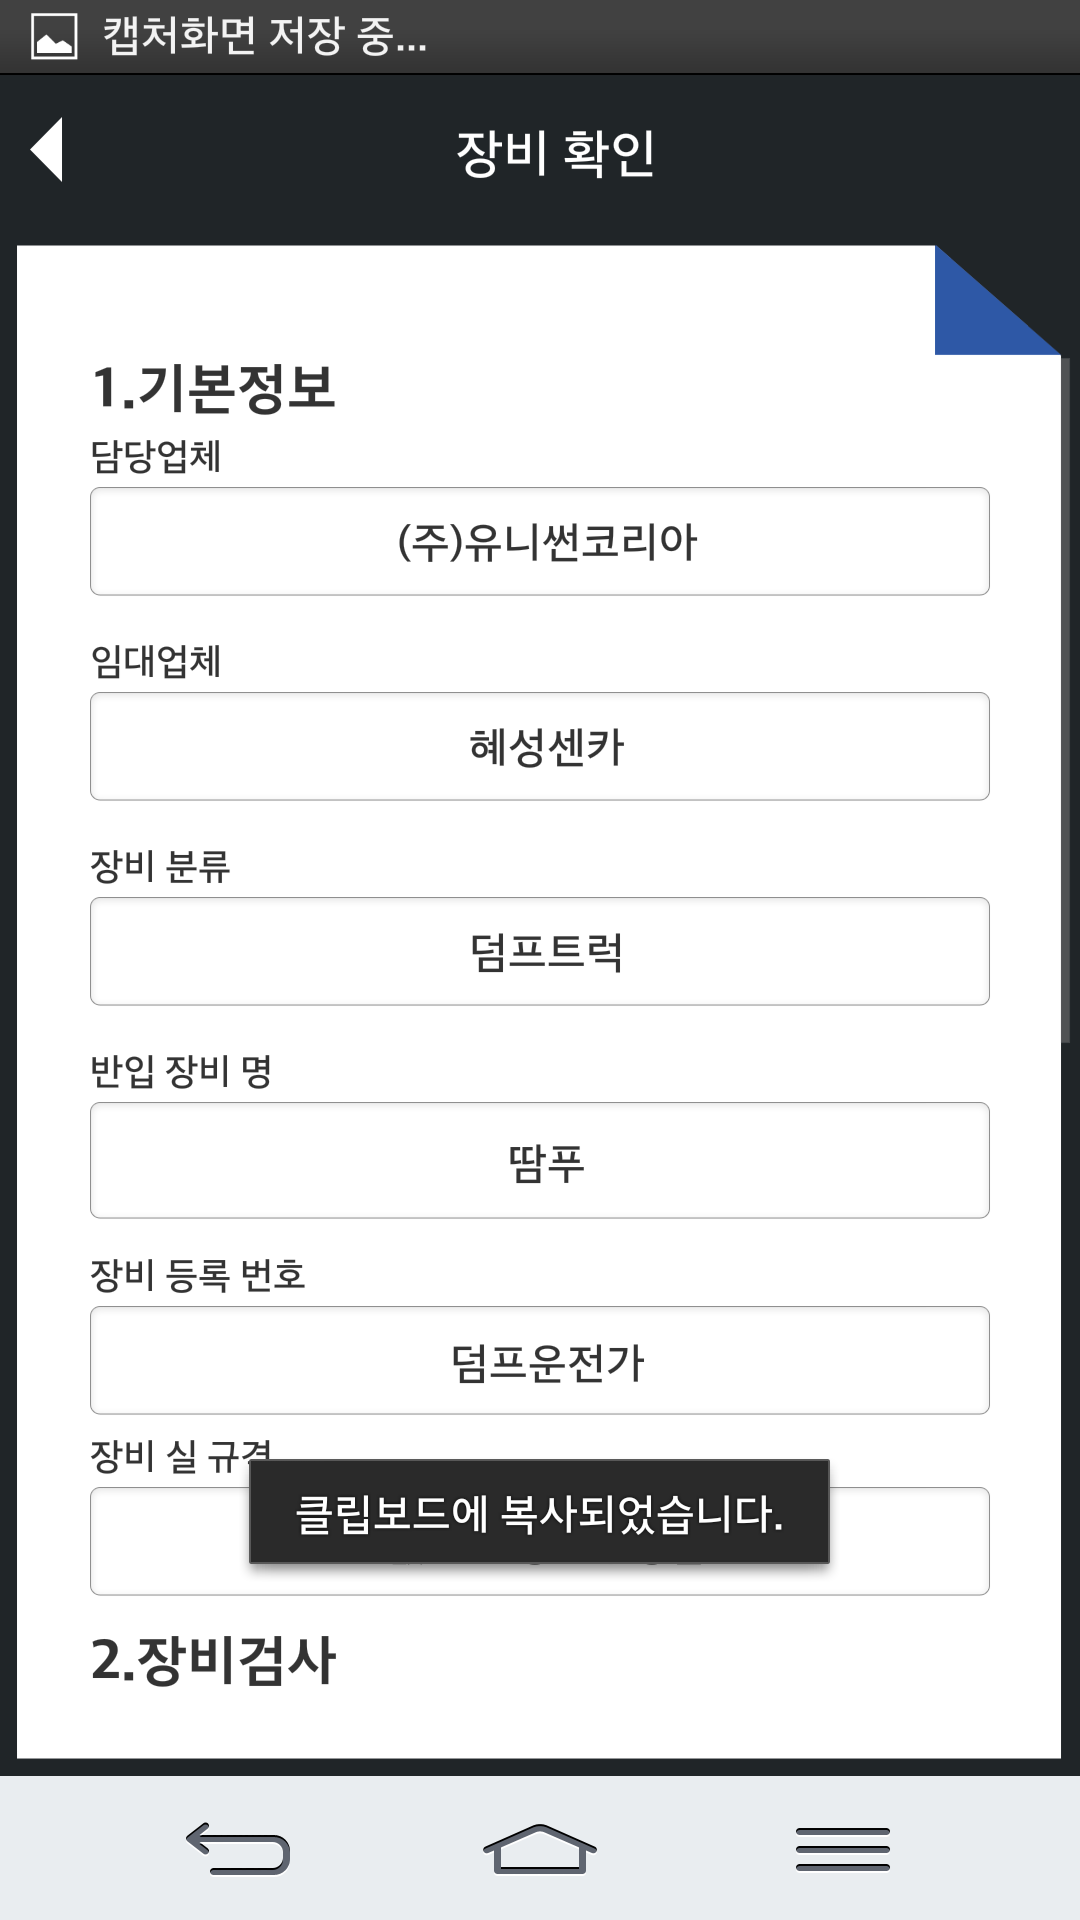 캡처화면 저장 중...
장비 확인
1.기본정보
담당업체
(주)유니썬코리아
임대업체
혜성센카
장비 분류
덤프트럭
반입 장비 명
땀푸
장비 등록 번호
덤프운전가
장비 실 규격
클립보드에 복사되었습니다.
2.장비검사